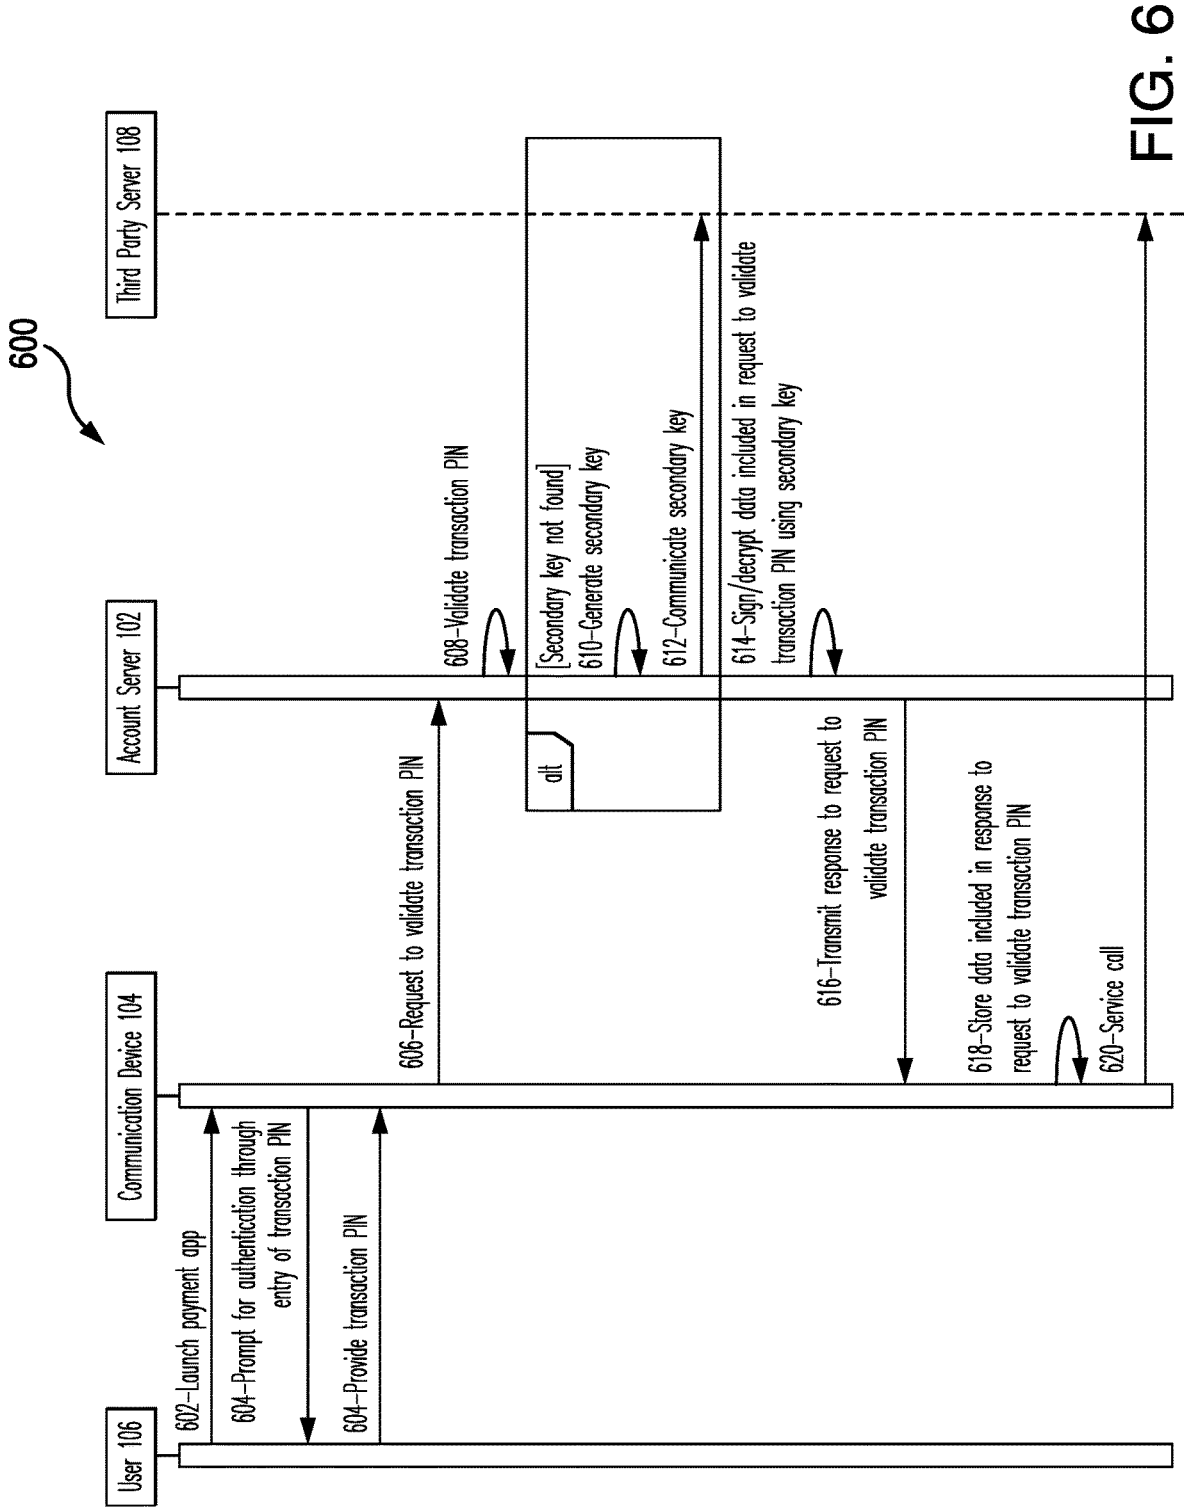 600
User 106
Communication Device 104
Account Server 102
Third Party Server 108
602-Launch payment app
604-Prompt for authentication through
entry of transaction PIN
604-Provide transaction PIN
606-Request to validate transaction PIN
608-Validate transaction PIN
alt
[Secondary key not found]
610-Generate secondary key
612-Communicate secondary key
614-Sign/decrypt data included in request to validate
transaction PIN using secondary key
616-Transmit response to request to
validate transaction PIN
618-Store data included in response to
request to validate transaction PIN
620-Service call
FIG. 6